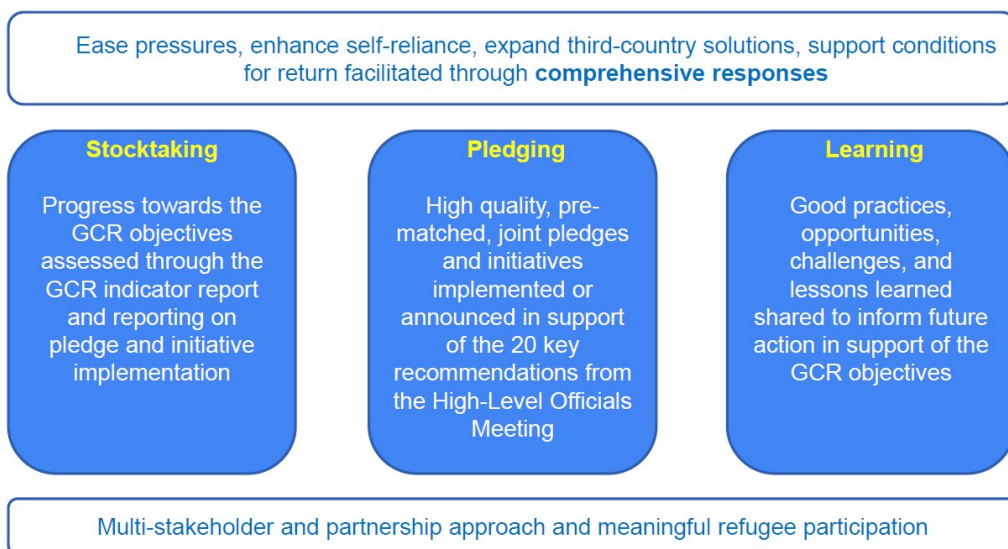 Ease pressures, enhance self-reliance, expand third-country solutions, support conditions
for return facilitated through comprehensive responses
Stocktaking
Progress towards the
GCR objectives
assessed through the
GCR indicator report
and reporting on
pledge and initiative
implementation
Pledging
High quality, pre-
matched, joint pledges
and initiatives
implemented or
announced in support
of the 20 key
recommendations from
the High-Level Officials
Meeting
Learning
Good practices,
opportunities,
challenges, and
lessons learned
shared to inform future
action in support of the
GCR objectives
Multi-stakeholder and partnership approach and meaningful refugee participation